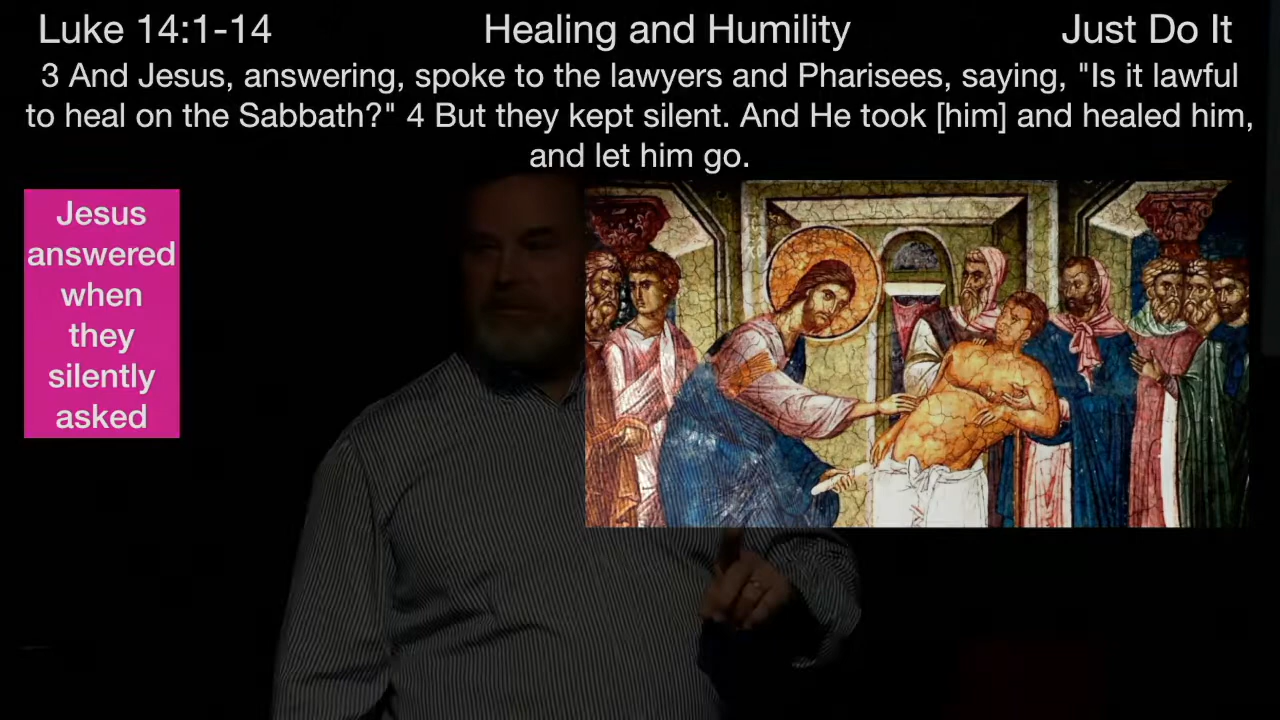 Luke 14:1-14 Healing and Humility Just Do It
3 And Jesus, answering, spoke to the lawyers and Pharisees, saying, "Is it lawful
to heal on the Sabbath?" 4 But they kept silent. And He took [him] and healed him,
and let him go.
Jesus
answered
when
they
silently
asked